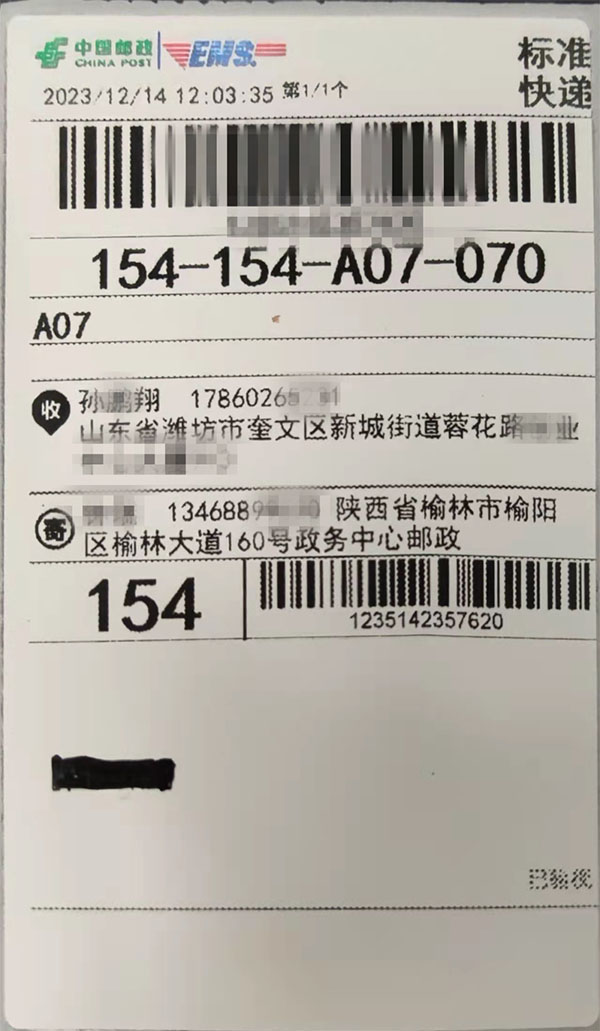 中国邮政 EMS
CHINA POST
标准
快递
2023/12/14 12:03:35 第1/1个
154-154-A07-070
A07
收 孙翔 17860265
山东省潍坊市奎文区新城街道蓉花路业
寄 134688 陕西省榆林市榆阳
区榆林大道160号政务中心邮政
154
1235142357620
已验视